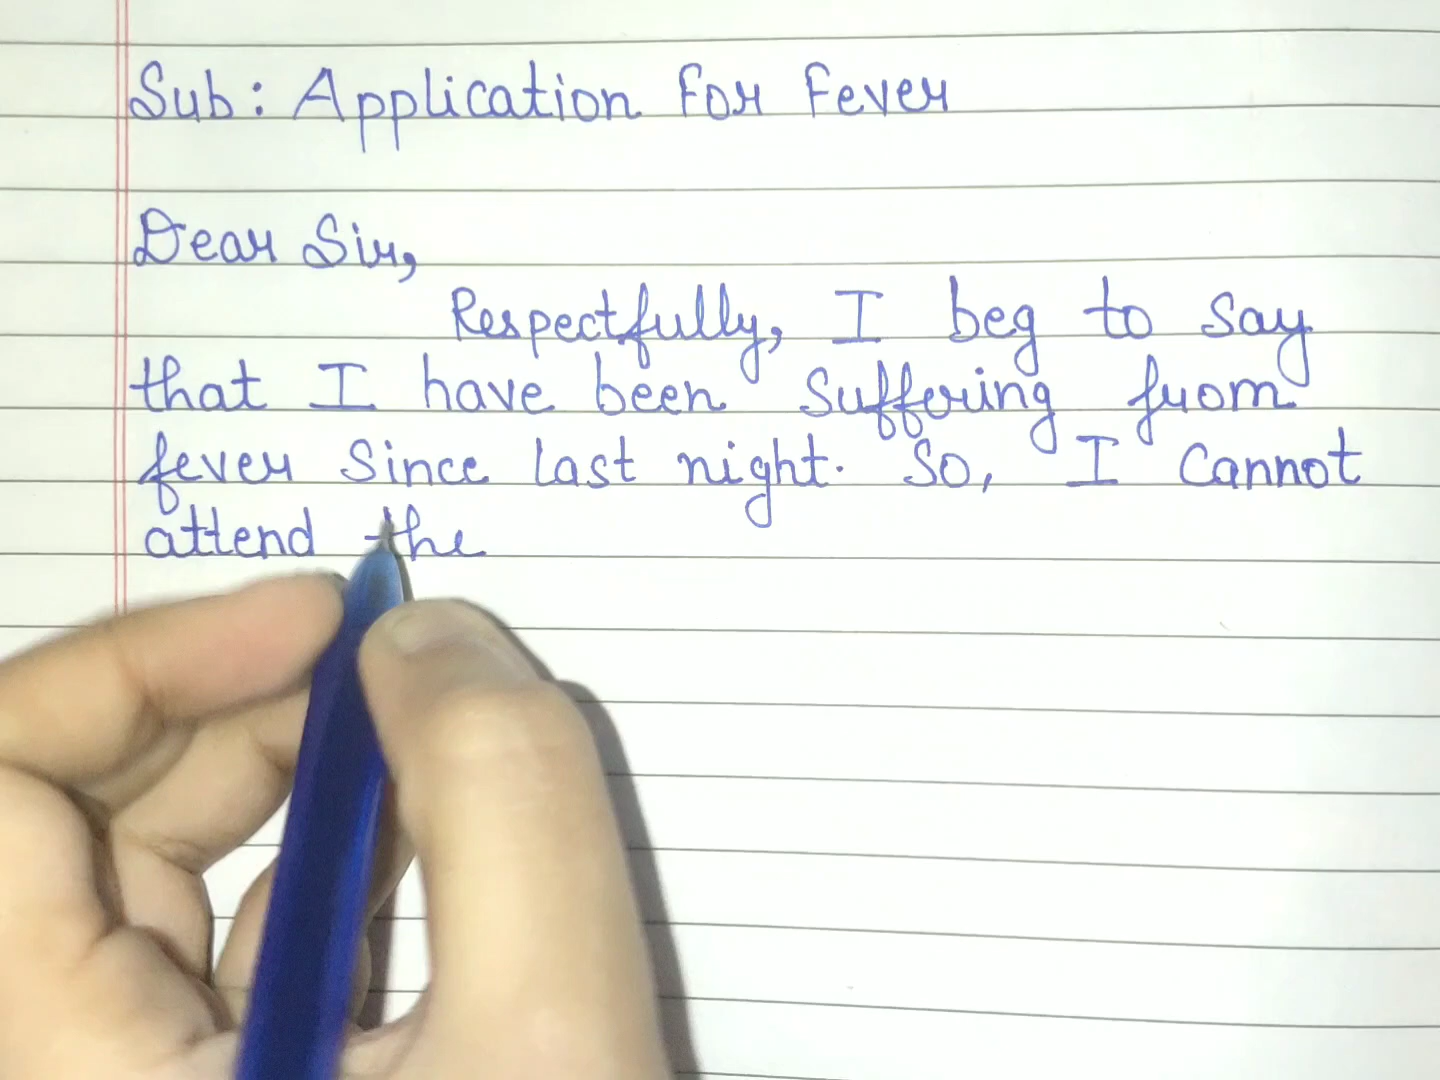 Sub: Application For Fever
Dear Sir,
Respectfully, I beg to say
that I have been suffering from
fever since last night. So, I cannot
attend the